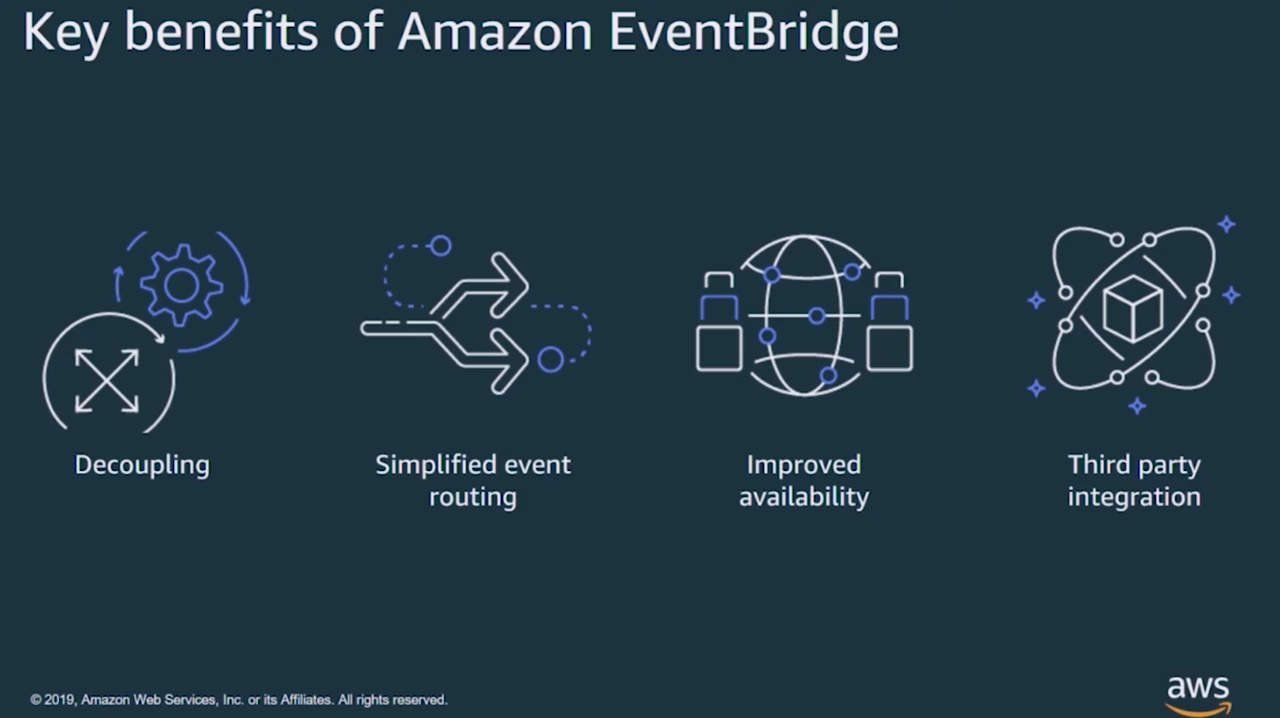 Key benefits of Amazon EventBridge
Decoupling
Simplified event
routing
Improved
availability
Third party
integration
© 2019, Amazon Web Services, Inc. or its Affiliates. All rights reserved.
aws